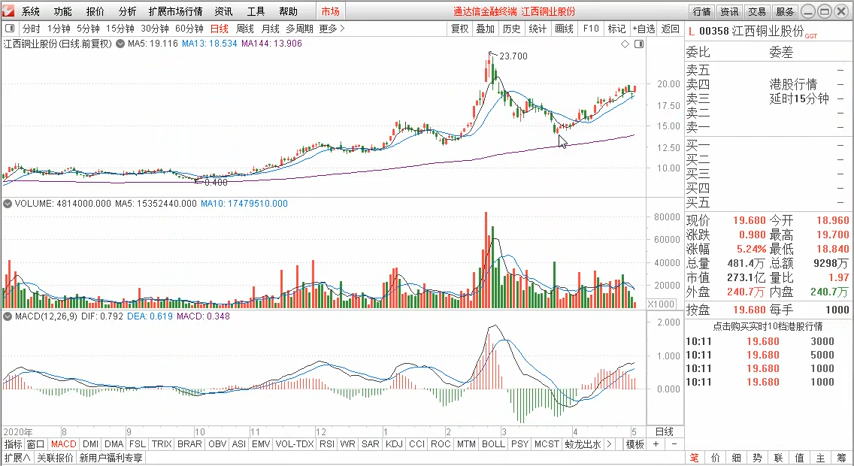 系统 功能 报价 分析 扩展市场行情 资讯 工具 帮助 市场 通达信金融终端 江西铜业股份 行情 资讯 交易 服务
分时 1分钟 5分钟 15分钟 30分钟 60分钟 日线 周线 月线 多周期 更多> 复权 叠加 历史 统计 画线 F10 标记 +自选 返回
江西铜业股份(日线.前复权) MA5: 19.116 MA13: 18.534 MA144: 13.906
23.700
20.00
17.50
15.00
12.50
10.00
8.400
VOLUME: 4814000.000 MA5: 15352440.000 MA10: 17479510.000
80000
60000
40000
20000
X1000
MACD(12,26,9) DIF: 0.792 DEA: 0.619 MACD: 0.348
2.000
1.000
0.000
2020年 8 9 10 11 12 1 2 3 4 5 日线
指标 窗口 MACD DMI DMA FSL TRIX BRAR OBV ASI EMV VOL-TDX RSI WR SAR KDJ CCI ROC MTM BOLL PSY MCST 蛟龙出水 > 模板 + −
扩展∧ 关联报价 新用户福利专享
L 00358 江西铜业股份 GGT
委比 委差
卖五 –
卖四 港股行情 –
卖三 延时15分钟 –
卖二 –
卖一 –
买一 –
买二 –
买三 –
买四 –
买五 –
现价 19.680 今开 18.960
涨跌 0.980 最高 19.700
涨幅 5.24% 最低 18.840
总量 481.4万 总额 9298万
市值 273.1亿 量比 1.97
外盘 240.7万 内盘 240.7万
按盘 19.680 每手 1000
点击购买实时10档港股行情
10:11 19.680 3000
10:11 19.680 5000
10:11 19.680 1000
10:11 19.680 1000
笔 价 细 势 联 值 主 筹